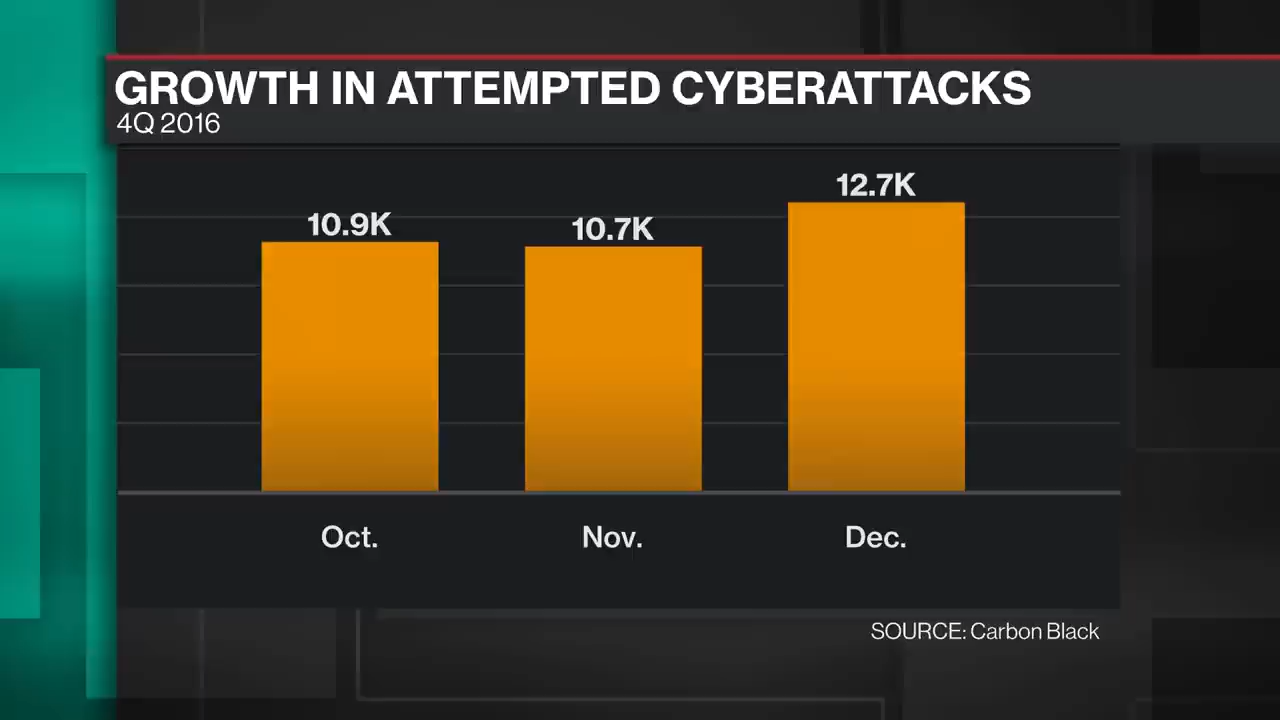 GROWTH IN ATTEMPTED CYBERATTACKS
4Q 2016
10.9K
10.7K
12.7K
Oct.
Nov.
Dec.
SOURCE: Carbon Black